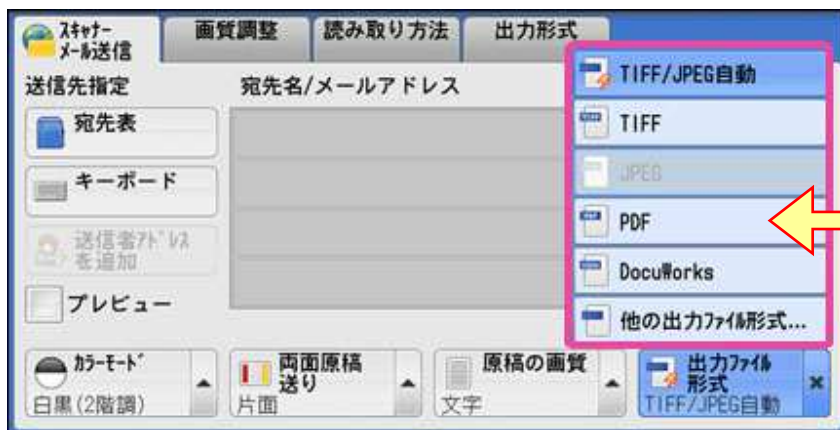 スキャナー
メール送信
画質調整
読み取り方法
出力形式
送信先指定
宛先名/メールアドレス
宛先表
キーボード
送信者アドレス
を追加
プレビュー
TIFF/JPEG自動
TIFF
JPEG
PDF
DocuWorks
他の出力ファイル形式...
カラーモード
白黒(2階調)
両面原稿
送り
片面
原稿の画質
文字
出力ファイル
形式
TIFF/JPEG自動